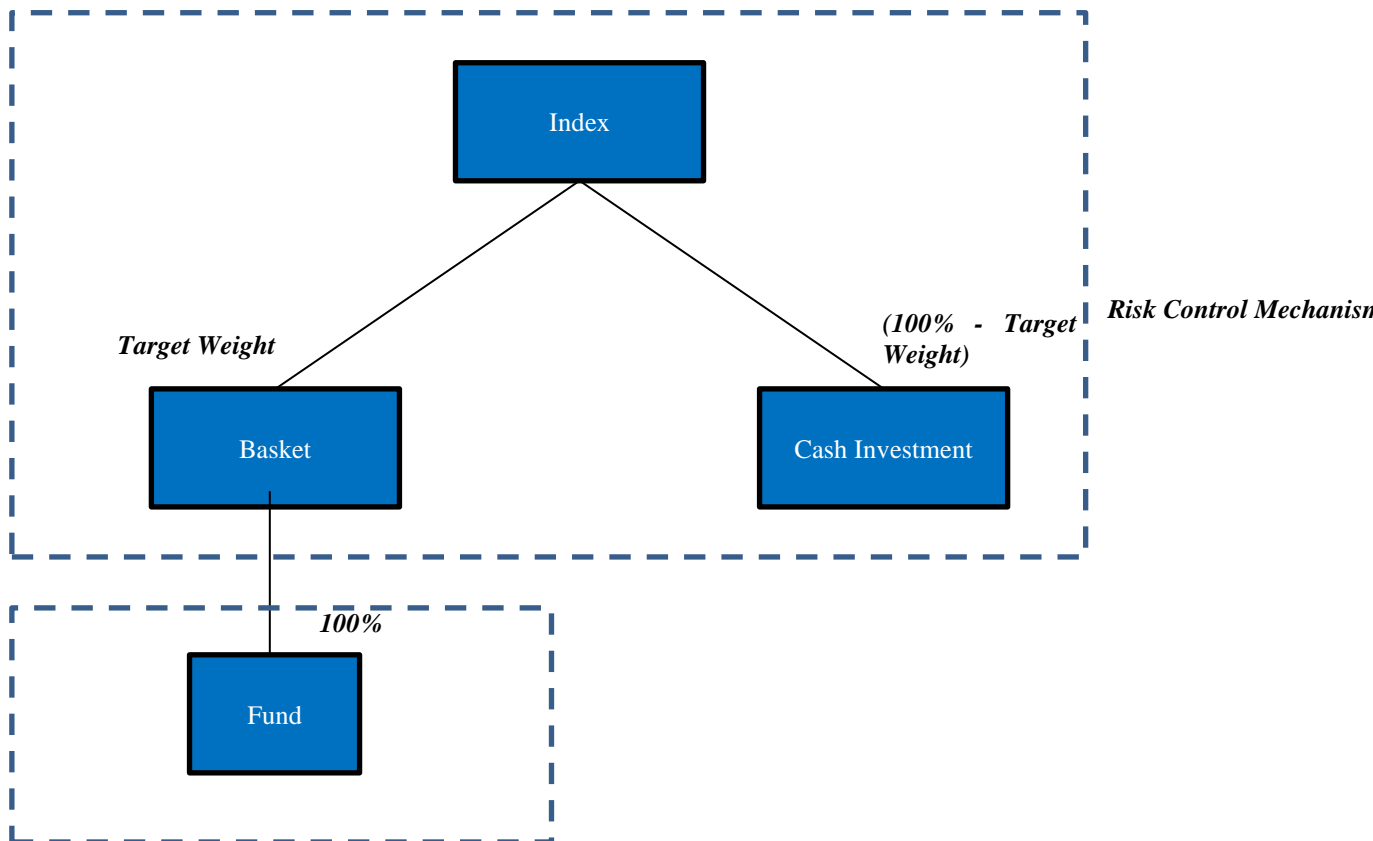 Index
Target Weight
(100% - Target
Weight)
Risk Control Mechanism
Basket
Cash Investment
100%
Fund